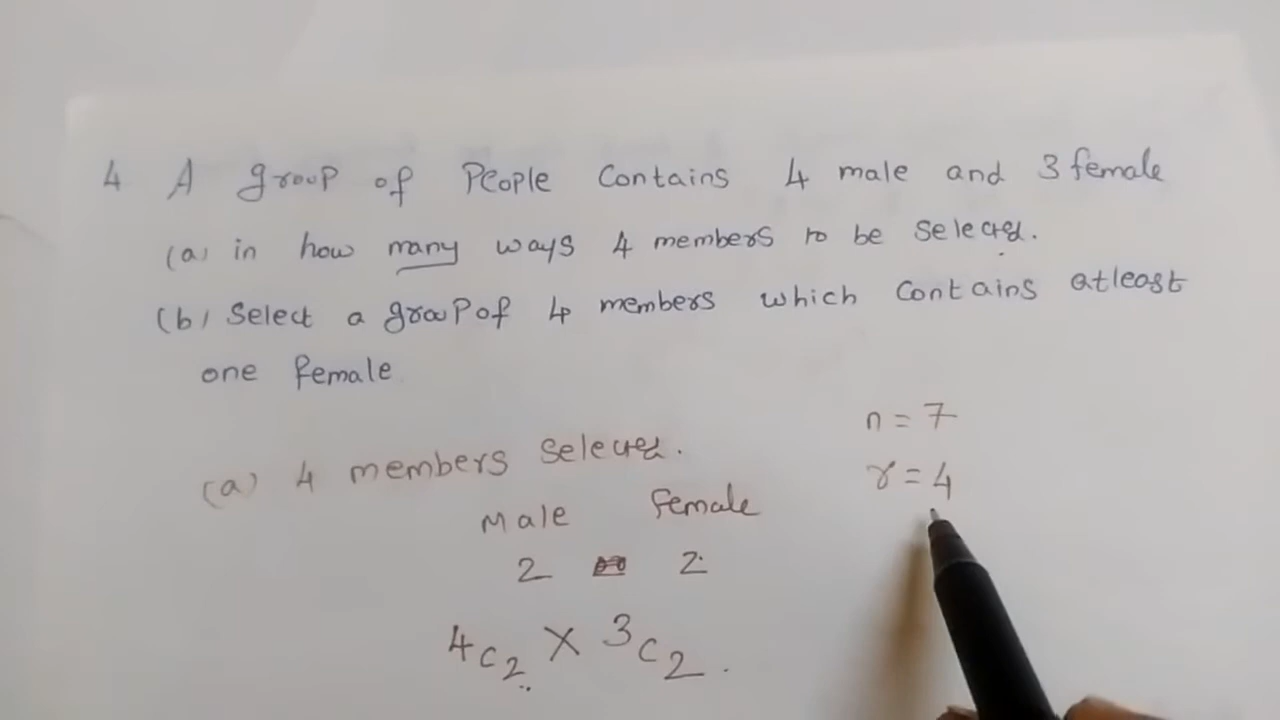 4 A group of People Contains 4 male and 3 female
(a) in how many ways 4 members to be Selected.
(b) Select a group of 4 members which contains atleast
one female
(a) 4 members Selected.
n = 7
r = 4
Male Female
2 2
4c2 X 3c2.